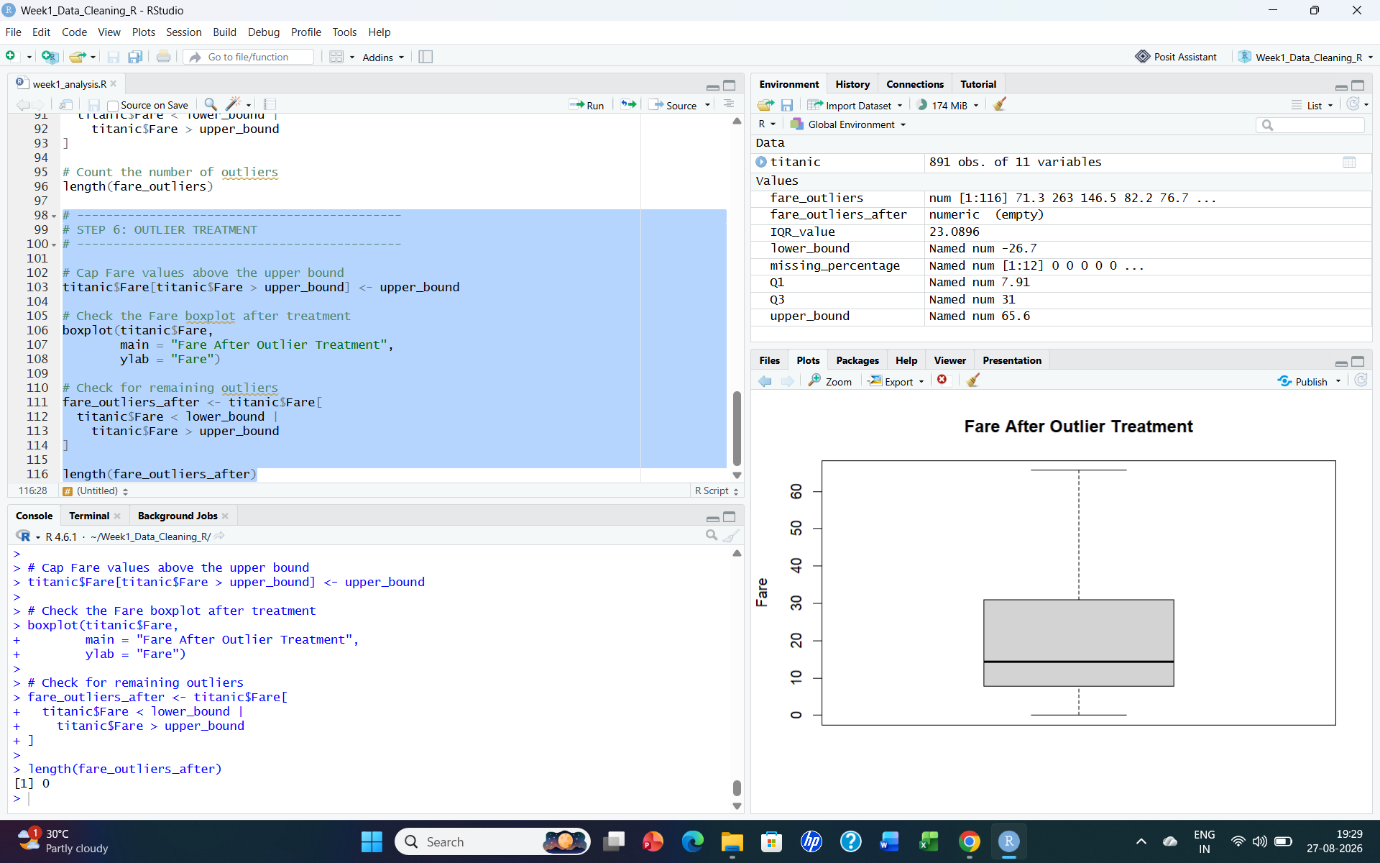 Week1_Data_Cleaning_R - RStudio
File Edit Code View Plots Session Build Debug Profile Tools Help
Go to file/function Addins Posit Assistant Week1_Data_Cleaning_R
week1_analysis.R
Source on Save Run Source
91 titanic$Fare < lower_bound |
92 titanic$Fare > upper_bound
93 ]
94
95 # Count the number of outliers
96 length(fare_outliers)
97
98 # ---------------------------------------------
99 # STEP 6: OUTLIER TREATMENT
100 # ---------------------------------------------
101
102 # Cap Fare values above the upper bound
103 titanic$Fare[titanic$Fare > upper_bound] <- upper_bound
104
105 # Check the Fare boxplot after treatment
106 boxplot(titanic$Fare,
107 main = "Fare After Outlier Treatment",
108 ylab = "Fare")
109
110 # Check for remaining outliers
111 fare_outliers_after <- titanic$Fare[
112 titanic$Fare < lower_bound |
113 titanic$Fare > upper_bound
114 ]
115
116 length(fare_outliers_after)
116:28 # (Untitled) R Script
Console Terminal Background Jobs
R R 4.6.1 · ~/Week1_Data_Cleaning_R/
>
> # Cap Fare values above the upper bound
> titanic$Fare[titanic$Fare > upper_bound] <- upper_bound
>
> # Check the Fare boxplot after treatment
> boxplot(titanic$Fare,
+ main = "Fare After Outlier Treatment",
+ ylab = "Fare")
>
> # Check for remaining outliers
> fare_outliers_after <- titanic$Fare[
+ titanic$Fare < lower_bound |
+ titanic$Fare > upper_bound
+ ]
>
> length(fare_outliers_after)
[1] 0
>
Environment History Connections Tutorial
Import Dataset 174 MiB List
R Global Environment
Data
titanic 891 obs. of 11 variables
Values
fare_outliers num [1:116] 71.3 263 146.5 82.2 76.7 ...
fare_outliers_after numeric (empty)
IQR_value 23.0896
lower_bound Named num -26.7
missing_percentage Named num [1:12] 0 0 0 0 0 ...
Q1 Named num 7.91
Q3 Named num 31
upper_bound Named num 65.6
Files Plots Packages Help Viewer Presentation
Zoom Export Publish
Fare After Outlier Treatment
Fare
60
50
40
30
20
10
0
1 30°C
Partly cloudy
Search
ENG
IN
19:29
27-08-2026